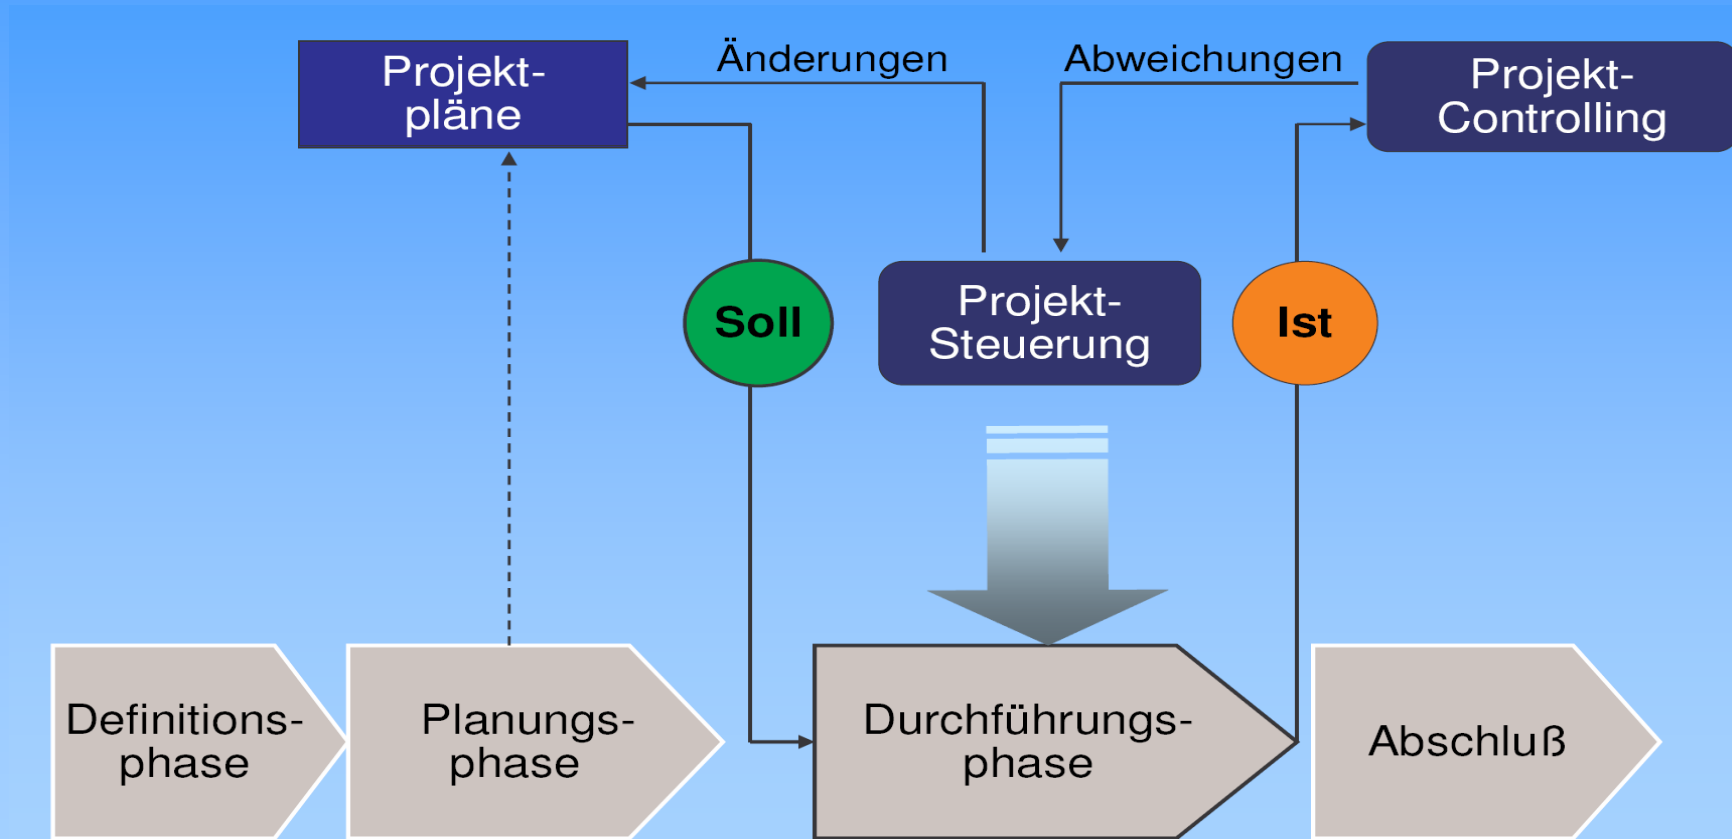 Projekt-
pläne
Änderungen
Abweichungen
Projekt-
Controlling
Soll
Projekt-
Steuerung
Ist
Definitions-
phase
Planungs-
phase
Durchführungs-
phase
Abschluß